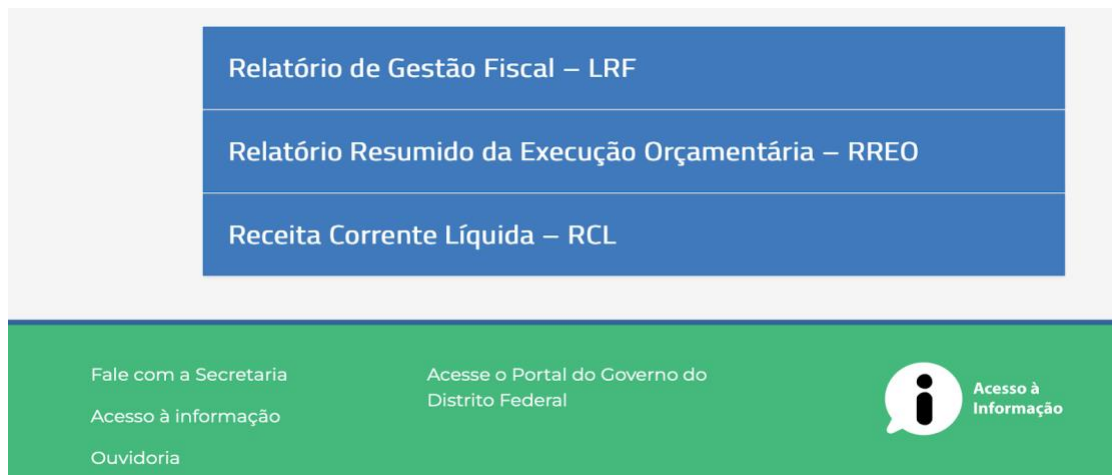 Relatório de Gestão Fiscal – LRF
Relatório Resumido da Execução Orçamentária – RREO
Receita Corrente Líquida – RCL
Fale com a Secretaria
Acesso à informação
Ouvidoria
Acesse o Portal do Governo do
Distrito Federal
Acesso à
Informação